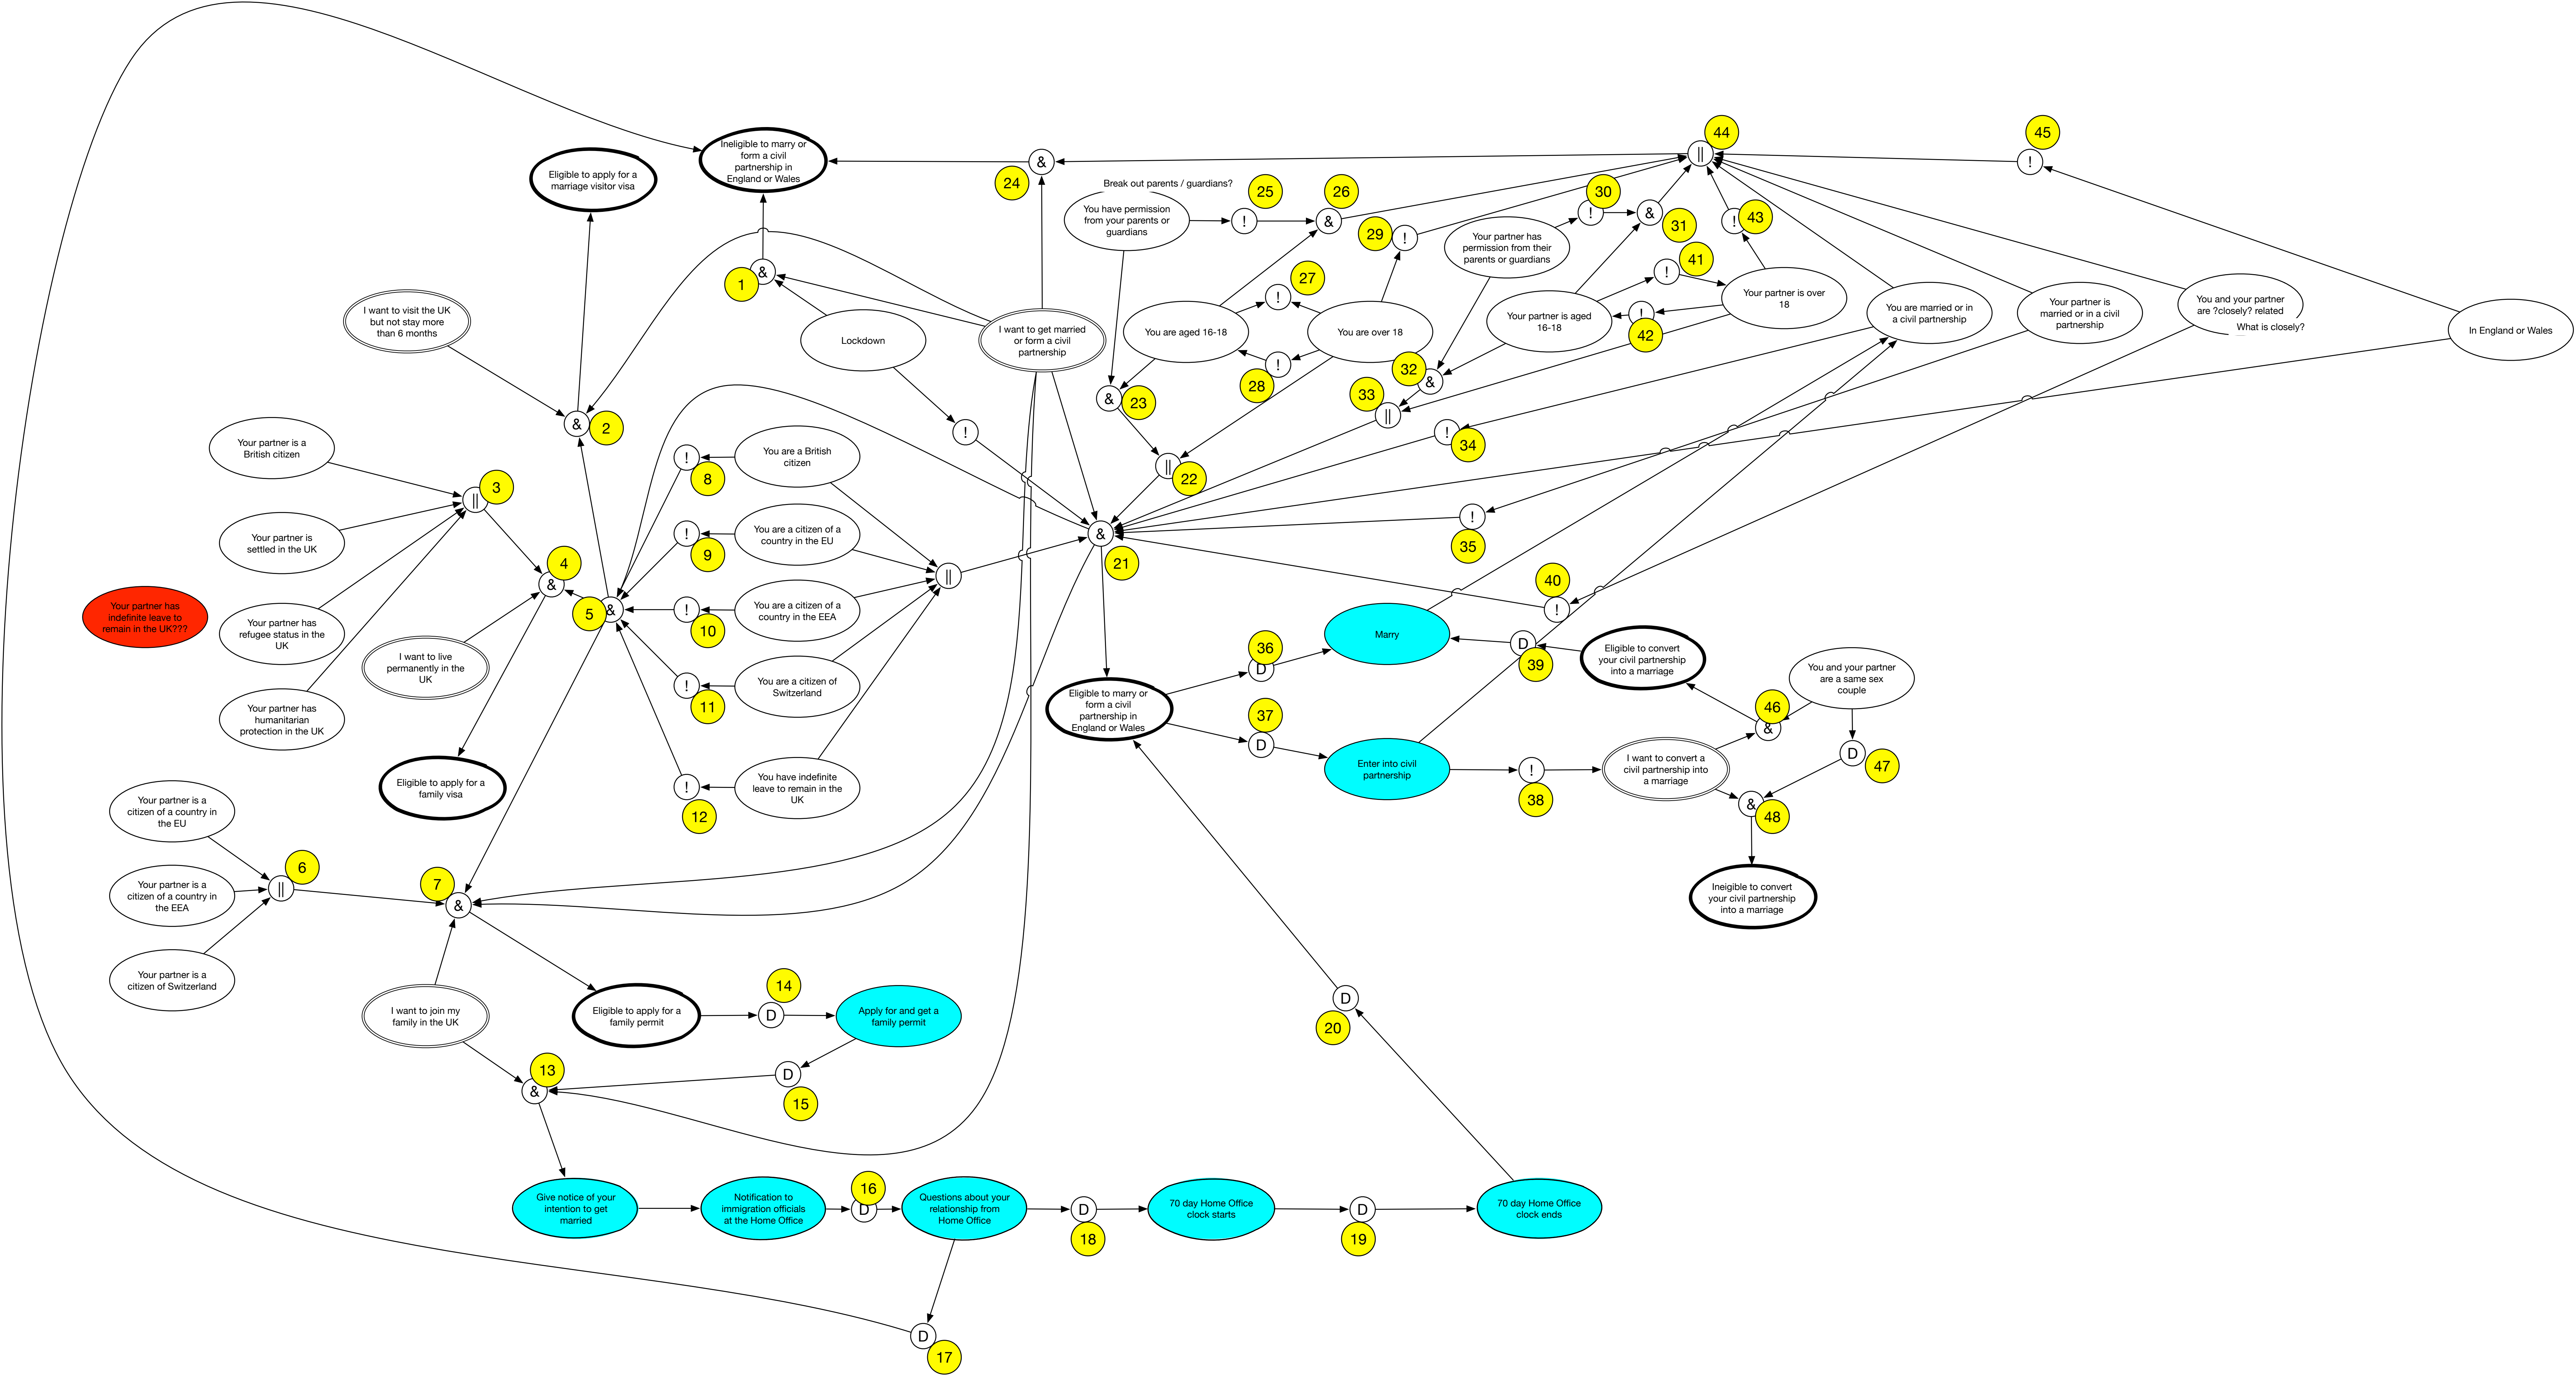 Ineligible to marry or
form a civil
partnership in
England or Wales
Eligible to apply for a
marriage visitor visa
&
24
||
44
45
!
Break out parents / guardians?
You have permission
from your parents or
guardians
25
!
26
&
29
!
Your partner has
permission from their
parents or guardians
30
!
&
31
!
43
41
!
1
&
27
!
I want to visit the UK
but not stay more
than 6 months
Lockdown
I want to get married
or form a civil
partnership
You are aged 16-18
You are over 18
Your partner is aged
16-18
!
42
Your partner is over
18
You are married or in
a civil partnership
Your partner is
married or in a civil
partnership
You and your partner
are ?closely? related
What is closely?
In England or Wales
!
28
32
&
&
23
33
||
&
2
!
!
34
||
22
Your partner is a
British citizen
3
||
!
8
You are a British
citizen
Your partner is
settled in the UK
!
9
You are a citizen of a
country in the EU
&
21
!
35
4
&
||
40
!
Your partner has
indefinite leave to
remain in the UK???
Your partner has
refugee status in the
UK
5
&
!
10
You are a citizen of a
country in the EEA
I want to live
permanently in the
UK
!
11
You are a citizen of
Switzerland
Your partner has
humanitarian
protection in the UK
Eligible to marry or
form a civil
partnership in
England or Wales
36
D
Marry
D
39
Eligible to convert
your civil partnership
into a marriage
You and your partner
are a same sex
couple
37
D
Enter into civil
partnership
!
38
I want to convert a
civil partnership into
a marriage
46
&
D
47
&
48
Eligible to apply for a
family visa
!
12
You have indefinite
leave to remain in the
UK
Your partner is a
citizen of a country in
the EU
Your partner is a
citizen of a country in
the EEA
Your partner is a
citizen of Switzerland
6
||
7
&
Ineigible to convert
your civil partnership
into a marriage
I want to join my
family in the UK
Eligible to apply for a
family permit
14
D
Apply for and get a
family permit
D
20
13
&
D
15
Give notice of your
intention to get
married
Notification to
immigration officials
at the Home Office
16
D
Questions about your
relationship from
Home Office
D
18
70 day Home Office
clock starts
D
19
70 day Home Office
clock ends
D
17
!
10